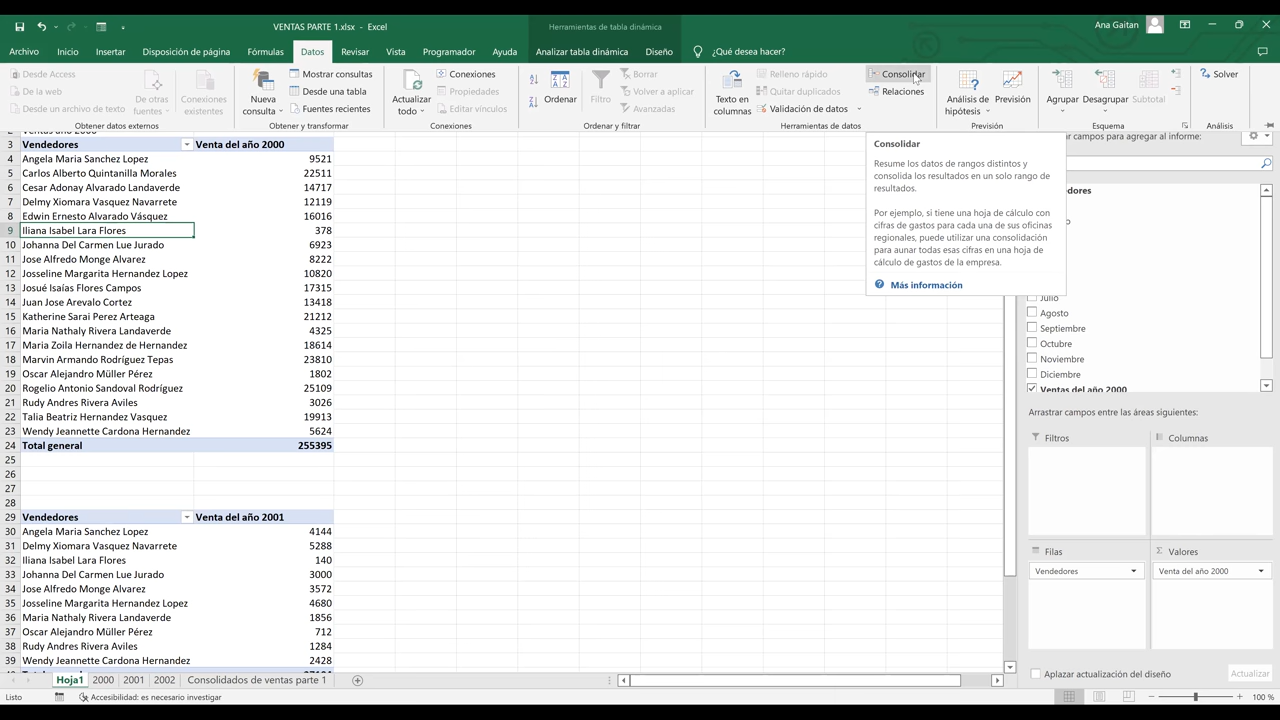 VENTAS PARTE 1.xlsx - Excel
Herramientas de tabla dinámica
Ana Gaitan
Archivo Inicio Insertar Disposición de página Fórmulas Datos Revisar Vista Programador Ayuda Analizar tabla dinámica Diseño ¿Qué desea hacer?
Desde Access
De la web
Desde un archivo de texto
De otras fuentes
Conexiones existentes
Obtener datos externos
Nueva consulta
Mostrar consultas
Desde una tabla
Fuentes recientes
Obtener y transformar
Actualizar todo
Conexiones
Propiedades
Editar vínculos
Conexiones
Ordenar
Filtro
Borrar
Volver a aplicar
Avanzadas
Ordenar y filtrar
Texto en columnas
Relleno rápido
Quitar duplicados
Validación de datos
Consolidar
Relaciones
Herramientas de datos
Análisis de hipótesis
Previsión
Previsión
Agrupar
Desagrupar
Subtotal
Esquema
Solver
Análisis
Consolidar
Resume los datos de rangos distintos y
consolida los resultados en un solo rango de
resultados.
Por ejemplo, si tiene una hoja de cálculo con
cifras de gastos para cada una de sus oficinas
regionales, puede utilizar una consolidación
para aunar todas esas cifras en una hoja de
cálculo de gastos de la empresa.
Más información
3 Vendedores Venta del año 2000
4 Angela Maria Sanchez Lopez 9521
5 Carlos Alberto Quintanilla Morales 22511
6 Cesar Adonay Alvarado Landaverde 14717
7 Delmy Xiomara Vasquez Navarrete 12119
8 Edwin Ernesto Alvarado Vásquez 16016
9 Iliana Isabel Lara Flores 378
10 Johanna Del Carmen Lue Jurado 6923
11 Jose Alfredo Monge Alvarez 8222
12 Josseline Margarita Hernandez Lopez 10820
13 Josué Isaías Flores Campos 17315
14 Juan Jose Arevalo Cortez 13418
15 Katherine Sarai Perez Arteaga 21212
16 Maria Nathaly Rivera Landaverde 4325
17 Maria Zoila Hernandez de Hernandez 18614
18 Marvin Armando Rodríguez Tepas 23810
19 Oscar Alejandro Müller Pérez 1802
20 Rogelio Antonio Sandoval Rodríguez 25109
21 Rudy Andres Rivera Aviles 3026
22 Talia Beatriz Hernandez Vasquez 19913
23 Wendy Jeannette Cardona Hernandez 5624
24 Total general 255395
25
26
27
28
29 Vendedores Venta del año 2001
30 Angela Maria Sanchez Lopez 4144
31 Delmy Xiomara Vasquez Navarrete 5288
32 Iliana Isabel Lara Flores 140
33 Johanna Del Carmen Lue Jurado 3000
34 Jose Alfredo Monge Alvarez 3572
35 Josseline Margarita Hernandez Lopez 4680
36 Maria Nathaly Rivera Landaverde 1856
37 Oscar Alejandro Müller Pérez 712
38 Rudy Andres Rivera Aviles 1284
39 Wendy Jeannette Cardona Hernandez 2428
campos para agregar al informe:
edores
Julio
Agosto
Septiembre
Octubre
Noviembre
Diciembre
Ventas del año 2000
Arrastrar campos entre las áreas siguientes:
Filtros
Columnas
Filas
Valores
Vendedores
Venta del año 2000
Aplazar actualización del diseño
Actualizar
Hoja1 2000 2001 2002 Consolidados de ventas parte 1
Listo
Accesibilidad: es necesario investigar
100 %